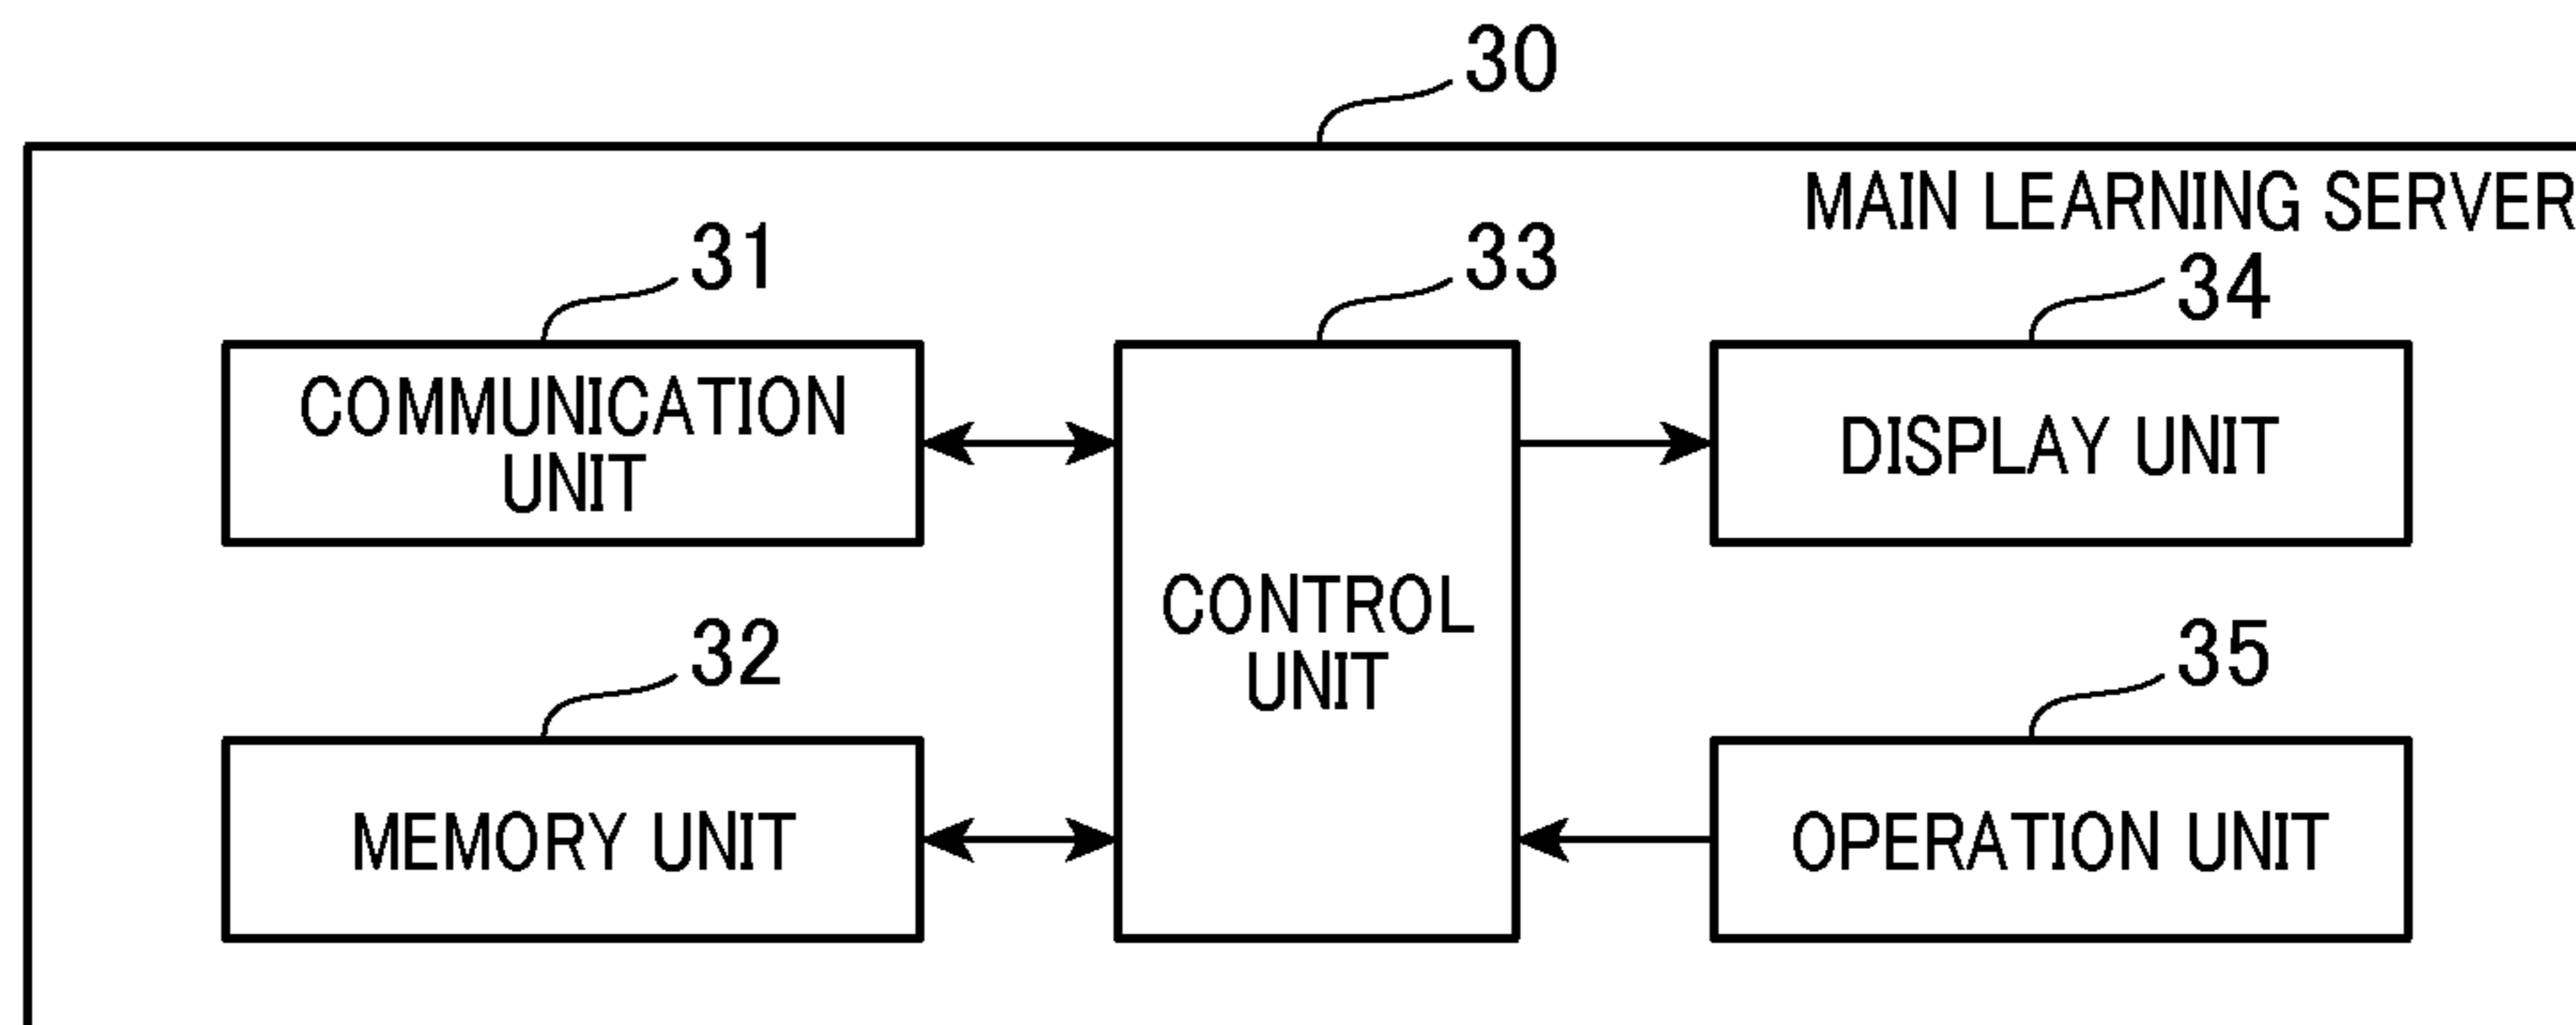 30
MAIN LEARNING SERVER
31
33
34
COMMUNICATION
UNIT
DISPLAY UNIT
CONTROL
UNIT
32
35
MEMORY UNIT
OPERATION UNIT